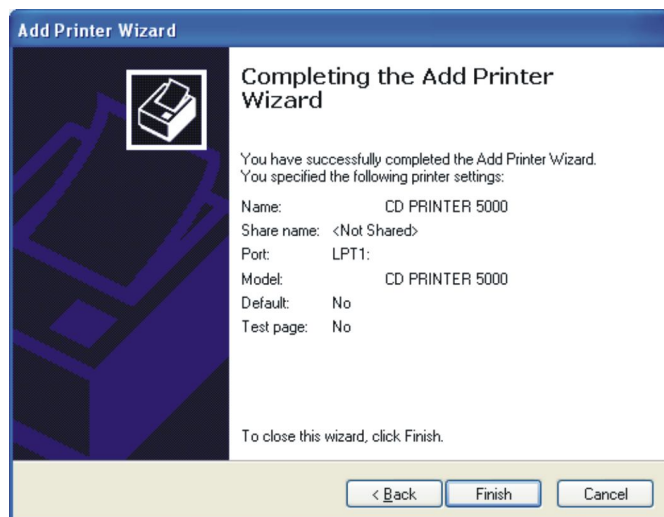 Add Printer Wizard
Completing the Add Printer
Wizard
You have successfully completed the Add Printer Wizard.
You specified the following printer settings:
Name: CD PRINTER 5000
Share name: <Not Shared>
Port: LPT1:
Model: CD PRINTER 5000
Default: No
Test page: No
To close this wizard, click Finish.
< Back Finish Cancel